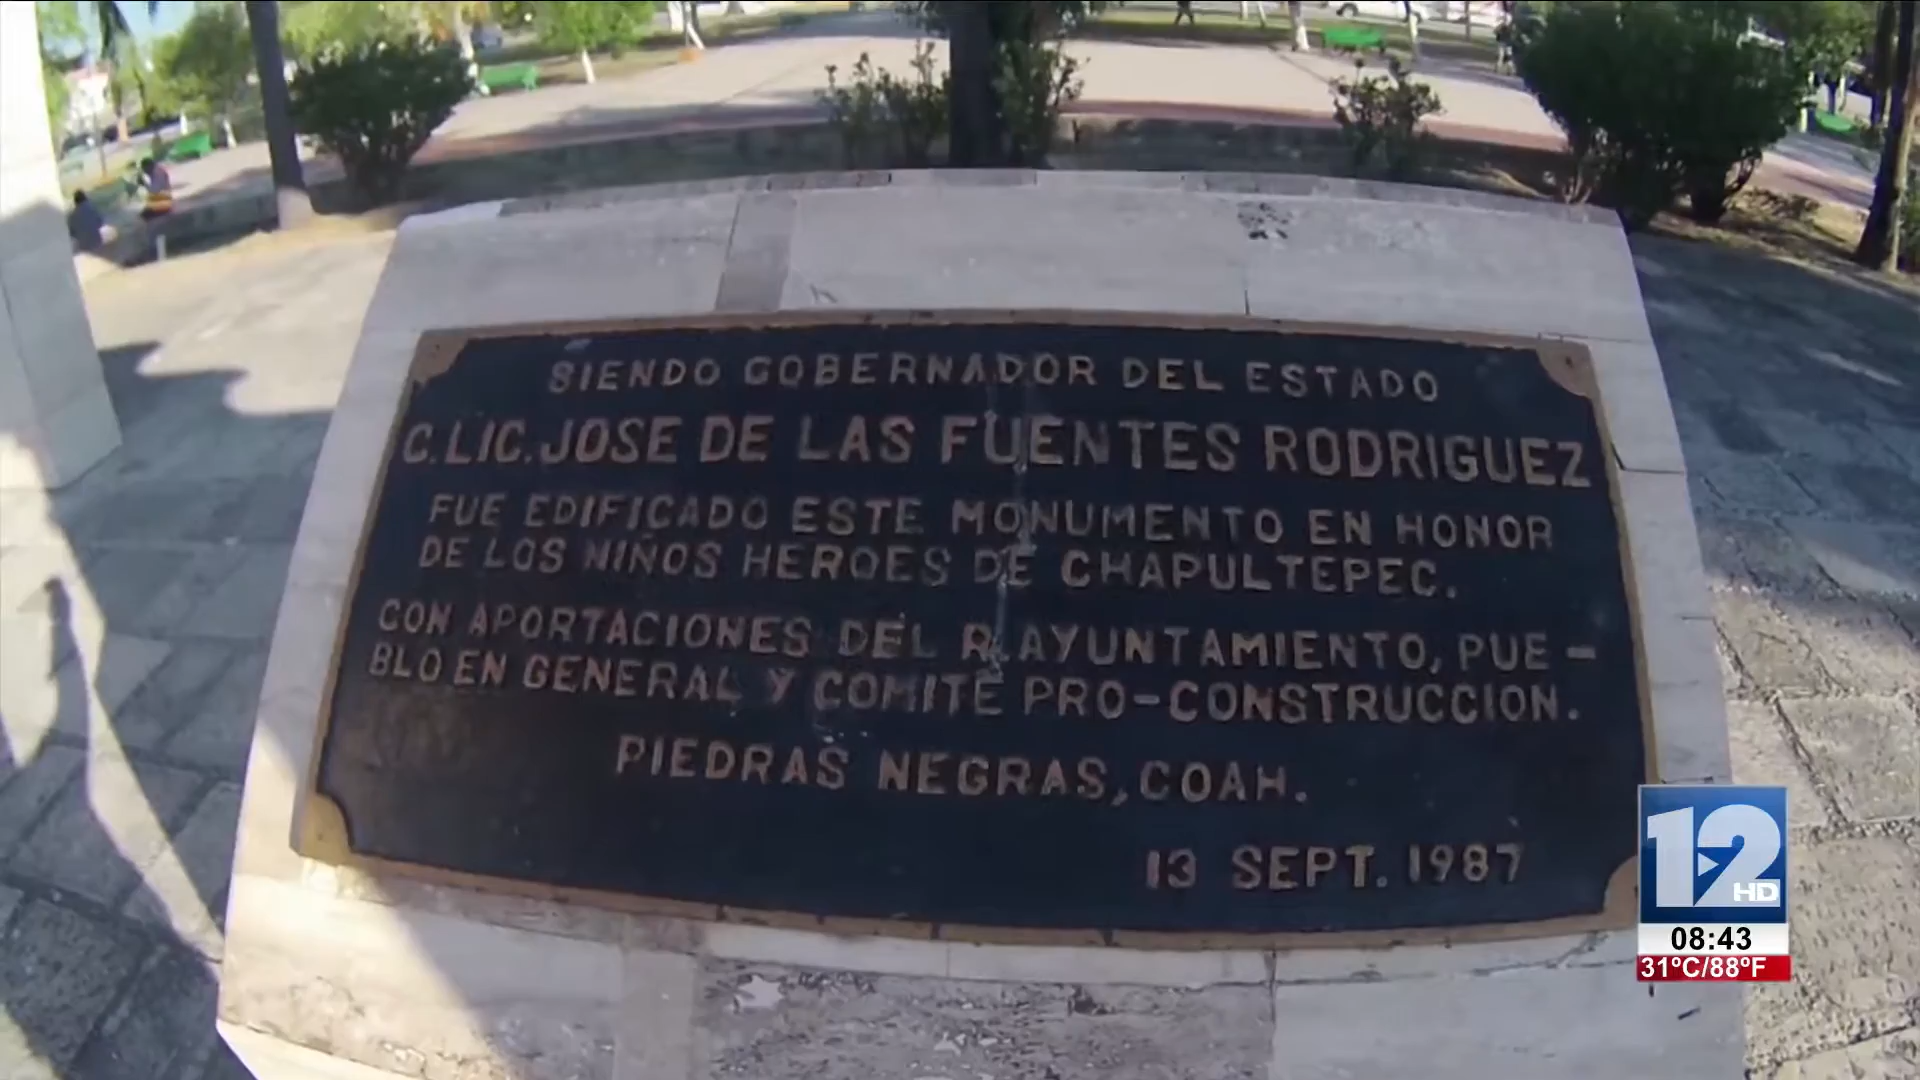 SIENDO GOBERNADOR DEL ESTADO
C. LIC. JOSE DE LAS FUENTES RODRIGUEZ
FUE EDIFICADO ESTE MONUMENTO EN HONOR
DE LOS NIÑOS HEROES DE CHAPULTEPEC.
CON APORTACIONES DEL R. AYUNTAMIENTO, PUE-
BLO EN GENERAL Y COMITE PRO-CONSTRUCCION.
PIEDRAS NEGRAS, COAH.
13 SEPT. 1987
12
HD
08:43
31°C/88°F